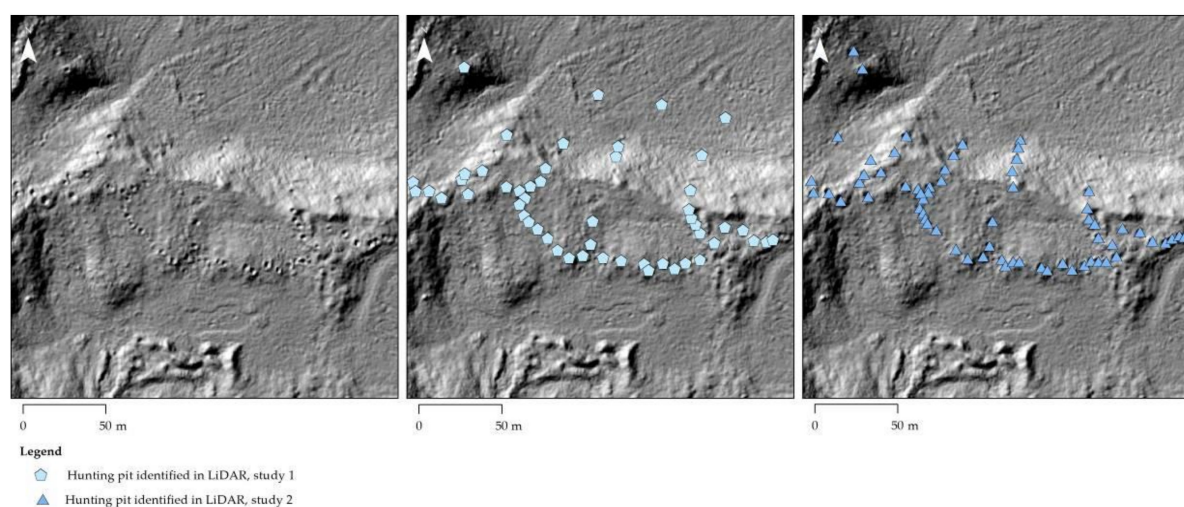 0 50 m 0 50 m 0 50 m
Legend
Hunting pit identified in LiDAR, study 1
Hunting pit identified in LiDAR, study 2